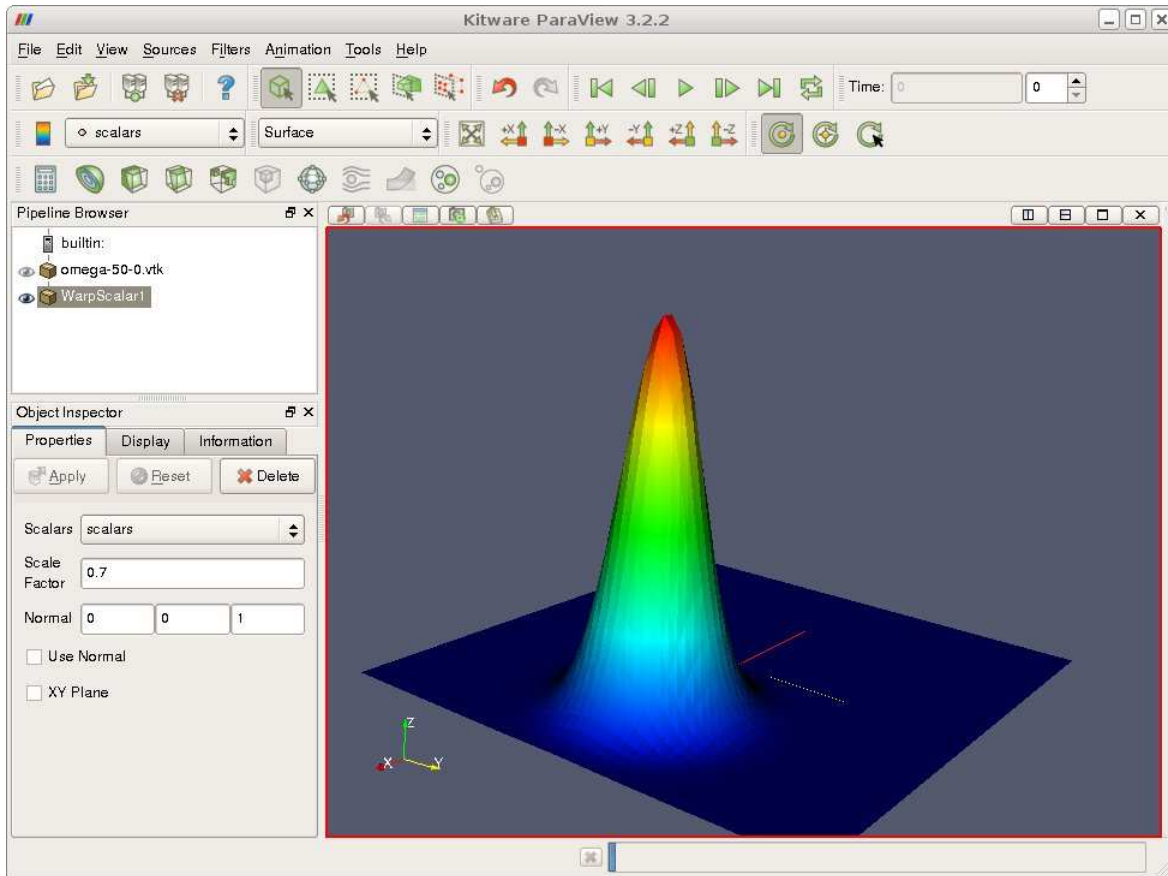 Kitware ParaView 3.2.2
File Edit View Sources Filters Animation Tools Help
Time: 0 0
scalars Surface +X -X +Y -Y +Z -Z
Pipeline Browser
builtin:
omega-50-0.vtk
WarpScalar1
Object Inspector
Properties Display Information
Apply Reset Delete
Scalars scalars
Scale
Factor 0.7
Normal 0 0 1
Use Normal
XY Plane
Z
X Y